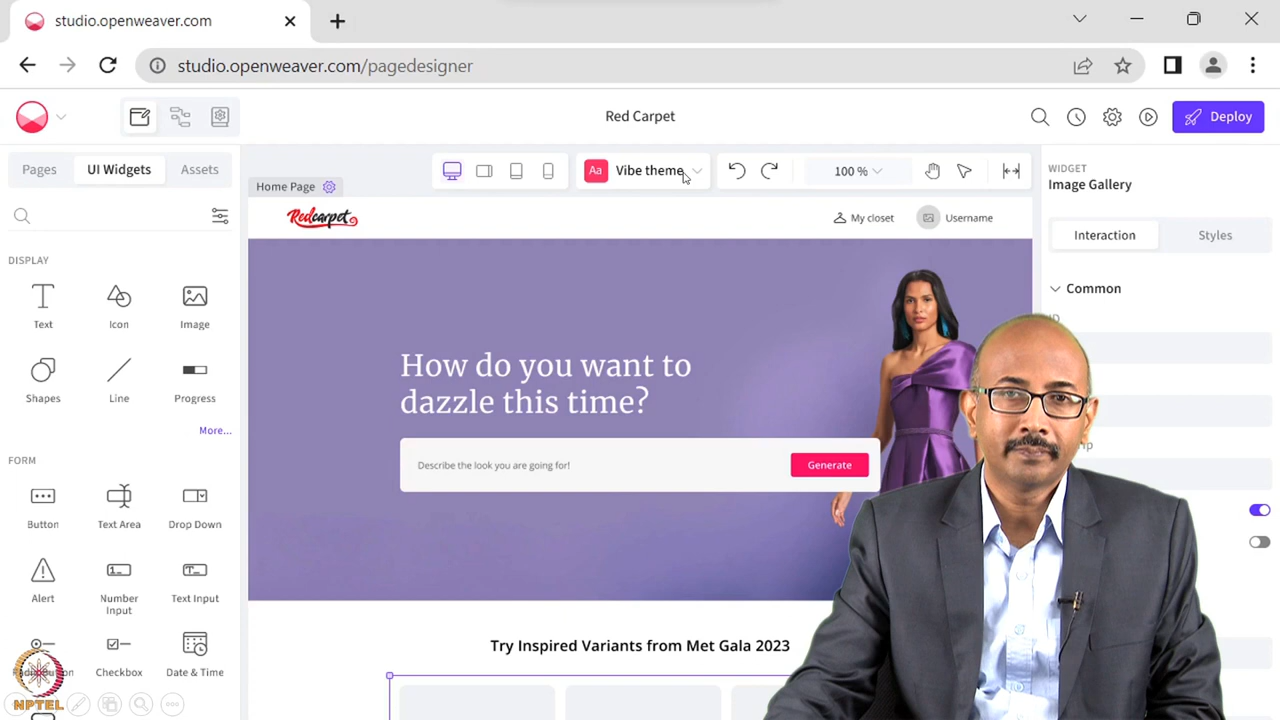 studio.openweaver.com
studio.openweaver.com/pagedesigner
Red Carpet
Deploy
Pages
UI Widgets
Assets
Aa
Vibe theme
100 %
WIDGET
Image Gallery
Home Page
Redcarpet
My closet
Username
Interaction
Styles
DISPLAY
Common
ID
Text
Icon
Image
How do you want to
dazzle this time?
Shapes
Line
Progress
More...
FORM
Describe the look you are going for!
Generate
Button
Text Area
Drop Down
Alert
Number
Input
Text Input
Try Inspired Variants from Met Gala 2023
Checkbox
Date & Time
NPTEL